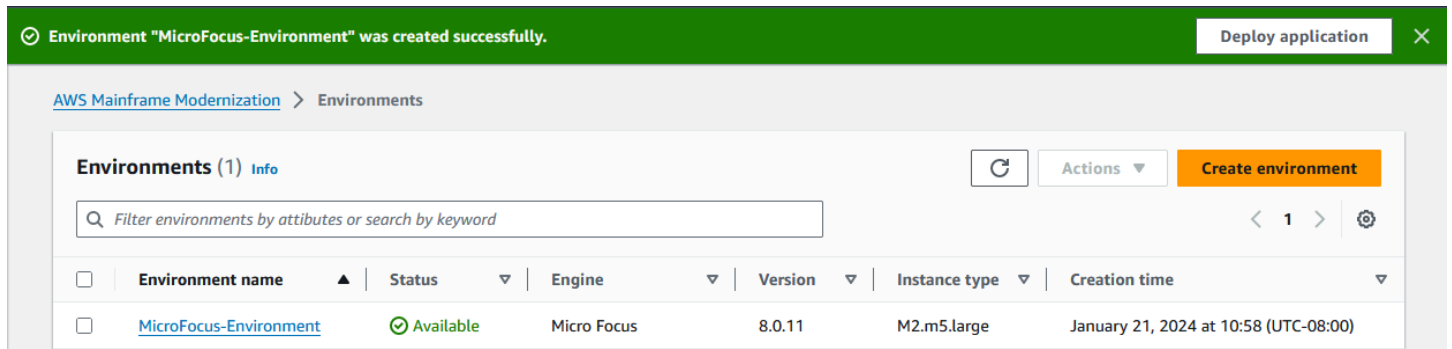 Environment "MicroFocus-Environment" was created successfully. Deploy application
AWS Mainframe Modernization > Environments
Environments (1) Info Actions Create environment
Filter environments by attibutes or search by keyword < 1 >
Environment name Status Engine Version Instance type Creation time
MicroFocus-Environment Available Micro Focus 8.0.11 M2.m5.large January 21, 2024 at 10:58 (UTC-08:00)